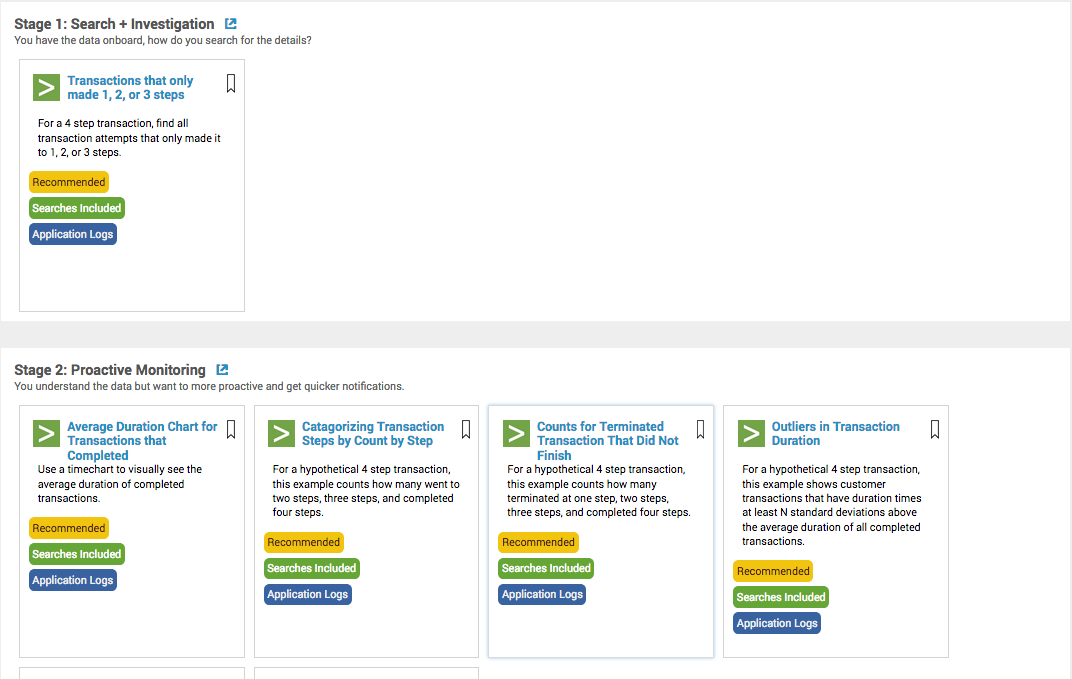 Stage 1: Search + Investigation
You have the data onboard, how do you search for the details?
Transactions that only
made 1, 2, or 3 steps
For a 4 step transaction, find all
transaction attempts that only made it
to 1, 2, or 3 steps.
Recommended
Searches Included
Application Logs
Stage 2: Proactive Monitoring
You understand the data but want to more proactive and get quicker notifications.
Average Duration Chart for
Transactions that
Completed
Use a timechart to visually see the
average duration of completed
transactions.
Recommended
Searches Included
Application Logs
Catagorizing Transaction
Steps by Count by Step
For a hypothetical 4 step transaction,
this example counts how many went to
two steps, three steps, and completed
four steps.
Recommended
Searches Included
Application Logs
Counts for Terminated
Transaction That Did Not
Finish
For a hypothetical 4 step transaction,
this example counts how many
terminated at one step, two steps,
three steps, and completed four steps.
Recommended
Searches Included
Application Logs
Outliers in Transaction
Duration
For a hypothetical 4 step transaction,
this example shows customer
transactions that have duration times
at least N standard deviations above
the average duration of all completed
transactions.
Recommended
Searches Included
Application Logs